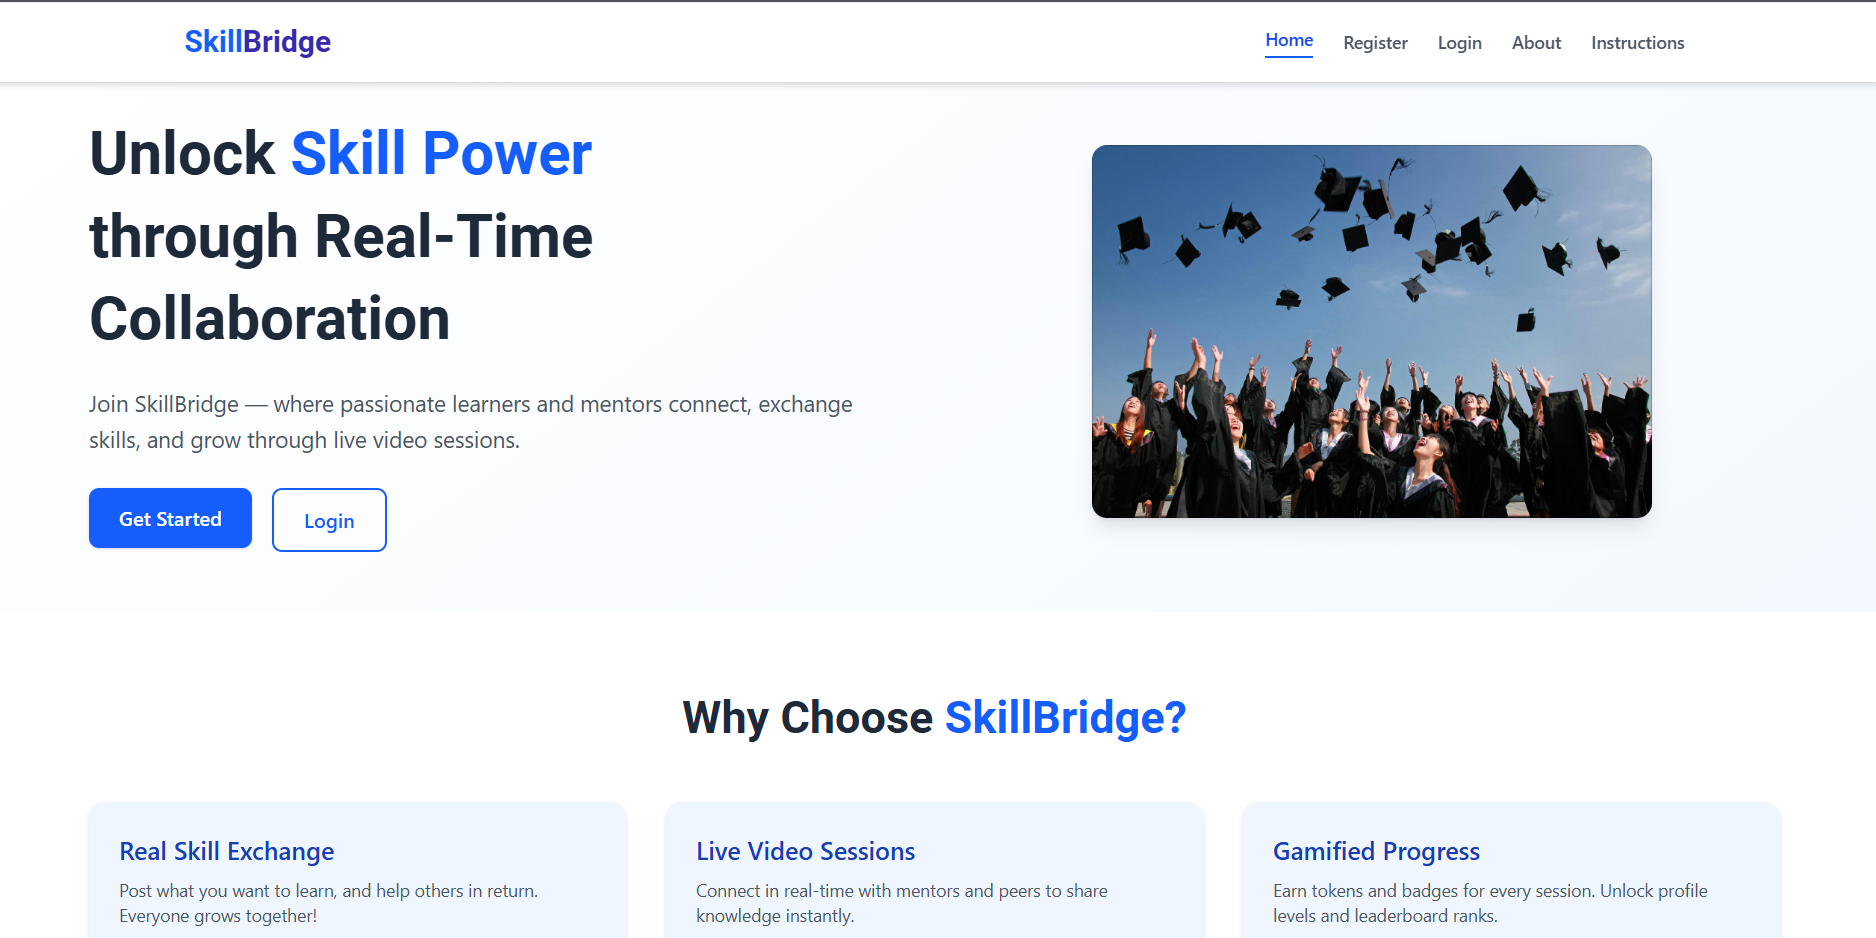 SkillBridge
Home
Register
Login
About
Instructions
Unlock Skill Power
through Real-Time
Collaboration
Join SkillBridge — where passionate learners and mentors connect, exchange
skills, and grow through live video sessions.
Get Started
Login
Why Choose SkillBridge?
Real Skill Exchange
Post what you want to learn, and help others in return.
Everyone grows together!
Live Video Sessions
Connect in real-time with mentors and peers to share
knowledge instantly.
Gamified Progress
Earn tokens and badges for every session. Unlock profile
levels and leaderboard ranks.